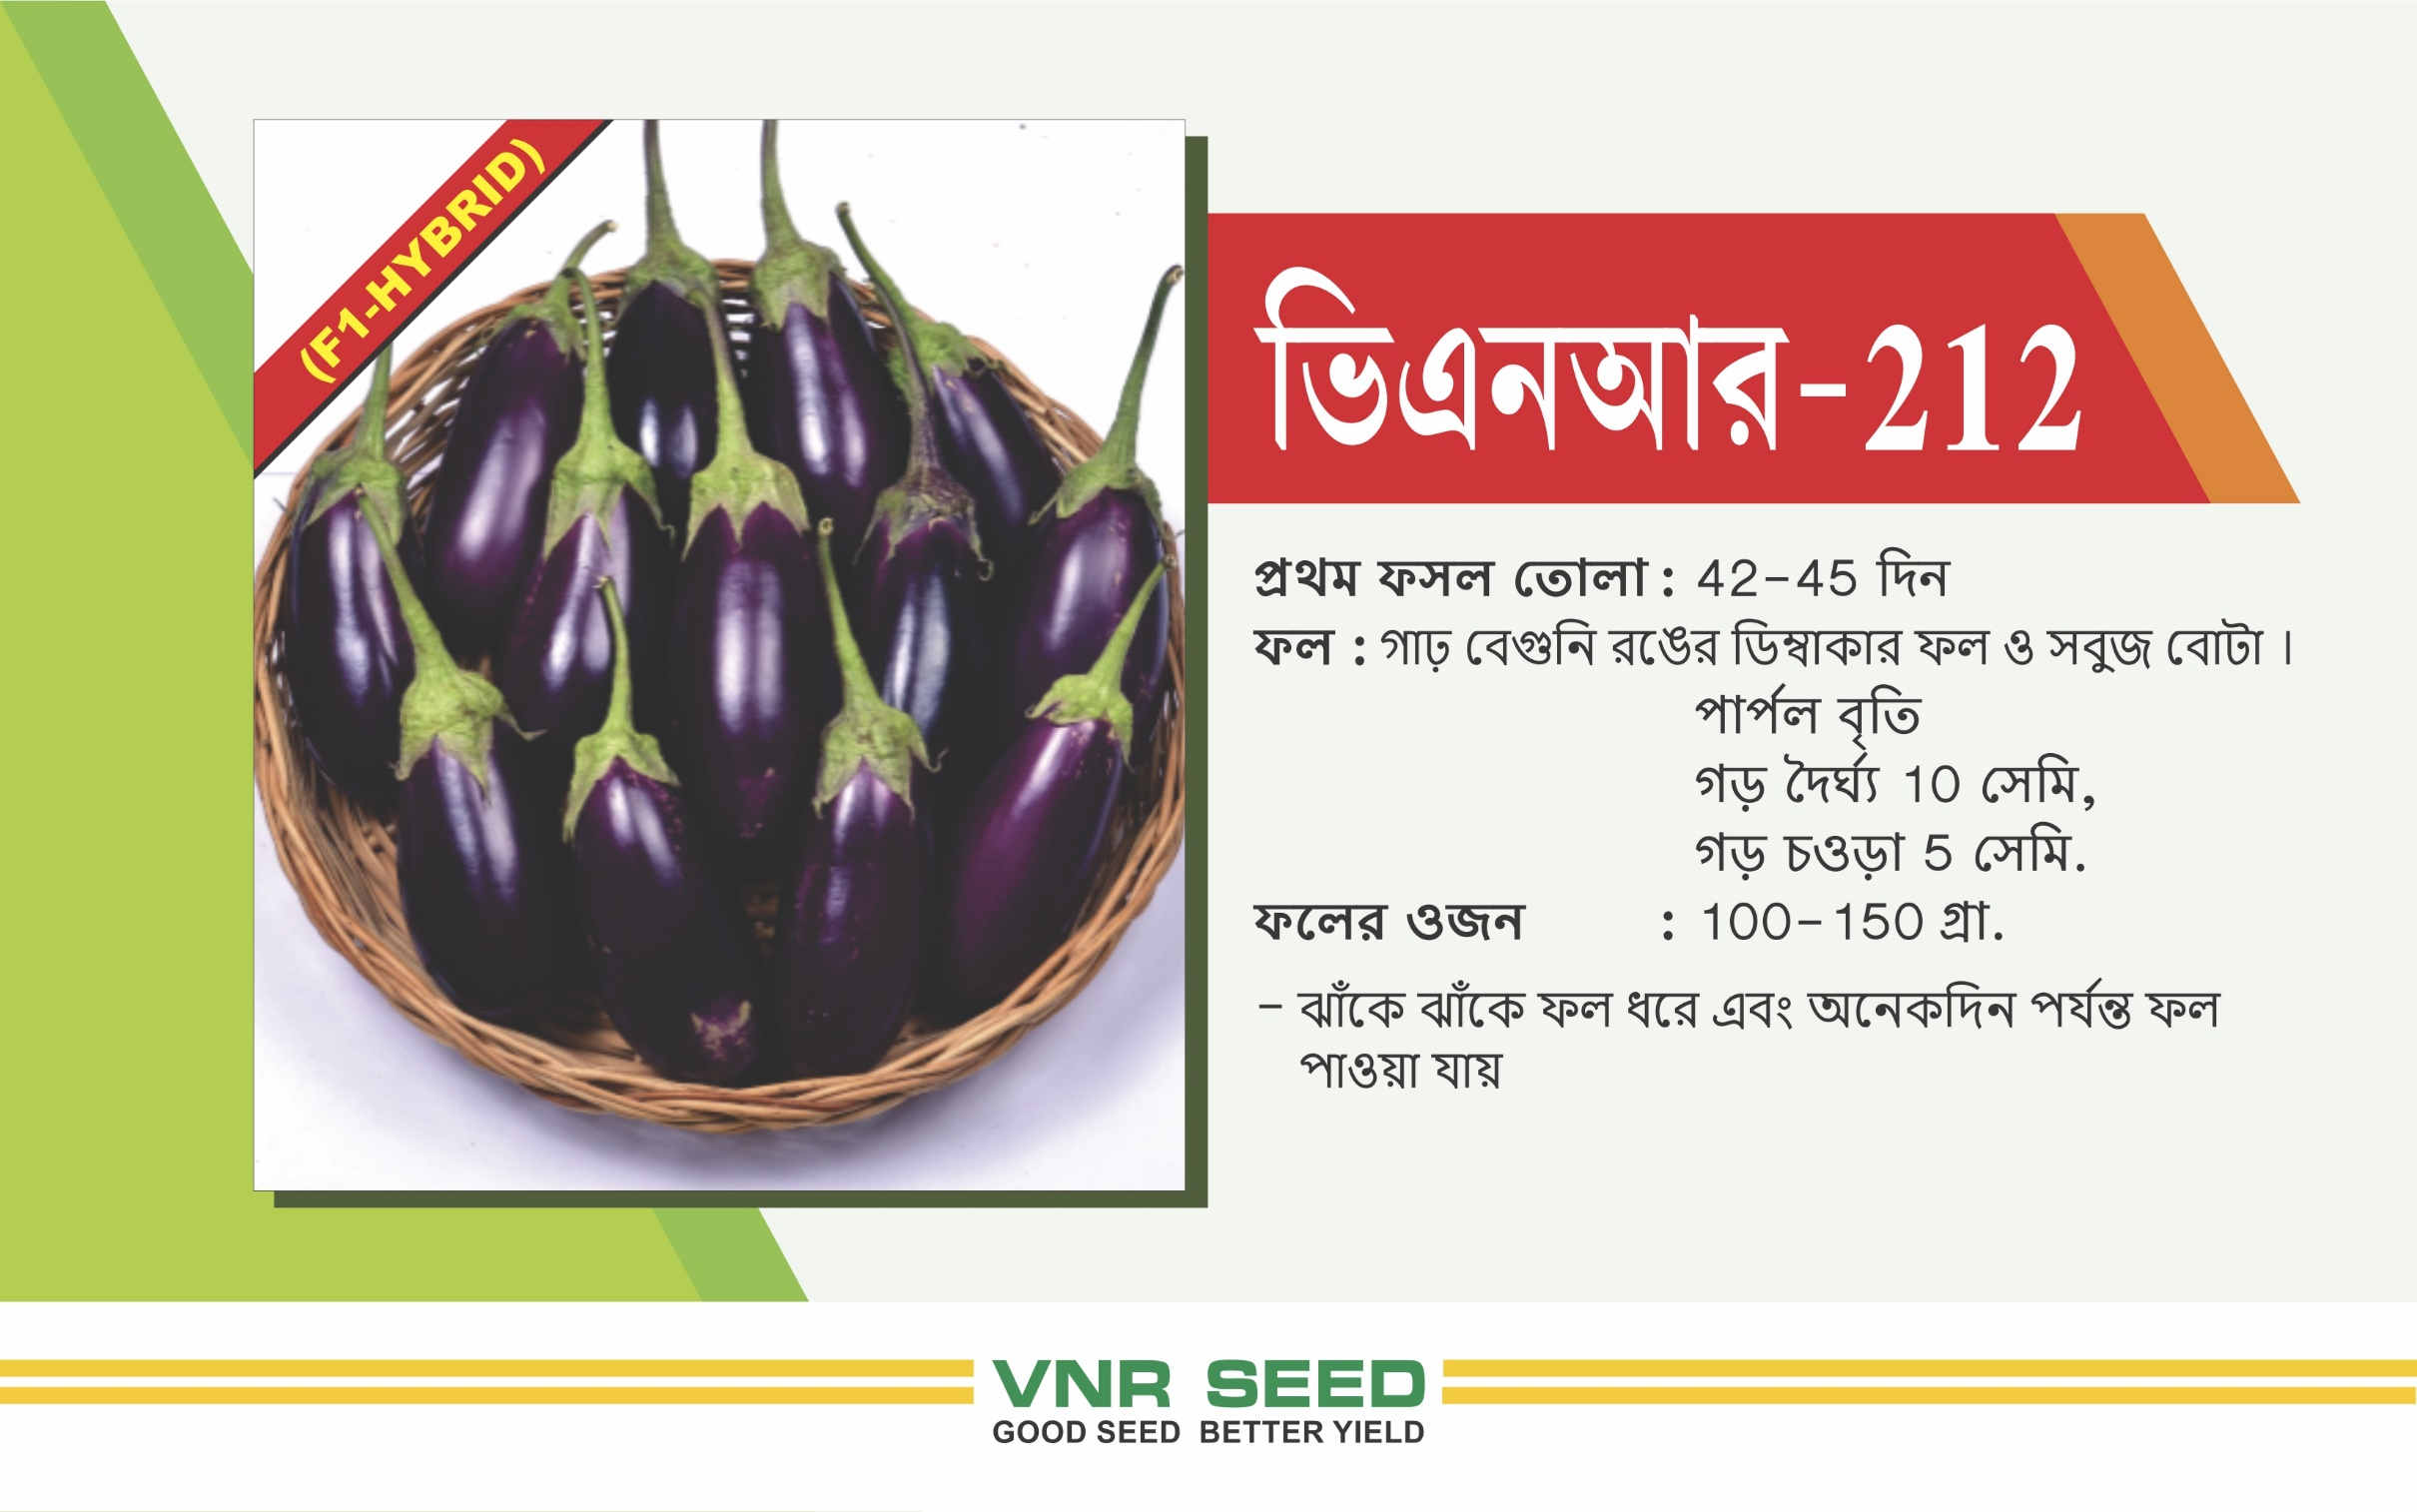 (F1-HYBRID))
ভিএনআর-212
প্রথম ফসল তোলা : 42-45 দিন
ফল : গাঢ় বেগুনি রঙের ডিম্বাকার ফল ও সবুজ বোটা ।
পার্পল বৃতি
গড় দৈর্ঘ্য 10 সেমি,
গড় চওড়া 5 সেমি.
ফলের ওজন : 100-150 গ্রা.
- ঝাঁকে ঝাঁকে ফল ধরে এবং অনেকদিন পর্যন্ত ফল
পাওয়া যায়
VNR SEED
GOOD SEED BETTER YIELD